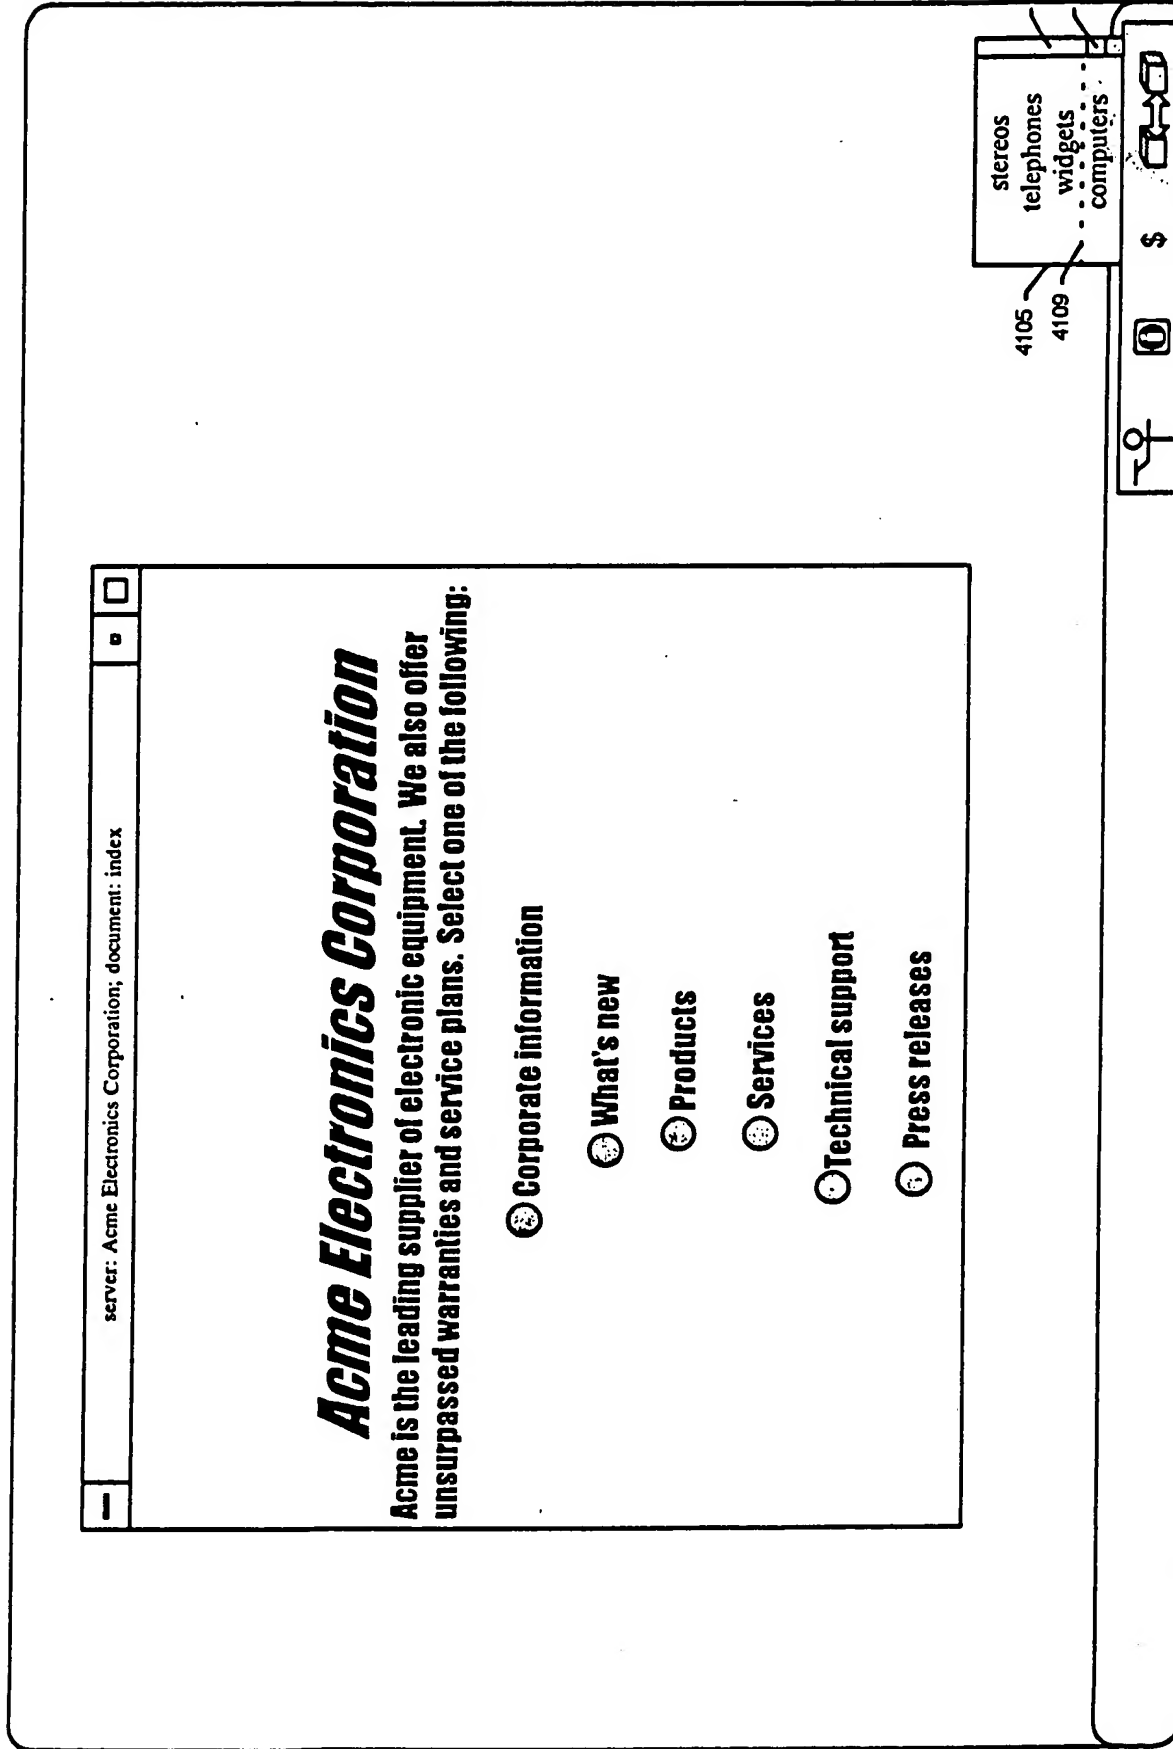 server: Acme Electronics Corporation; document: index
Acme Electronics Corporation
Acme is the leading supplier of electronic equipment. We also offer
unsurpassed warranties and service plans. Select one of the following:
Corporate information
What's new
Products
Services
Technical support
Press releases
stereos
telephones
widgets
computers
4105
4109
$
i